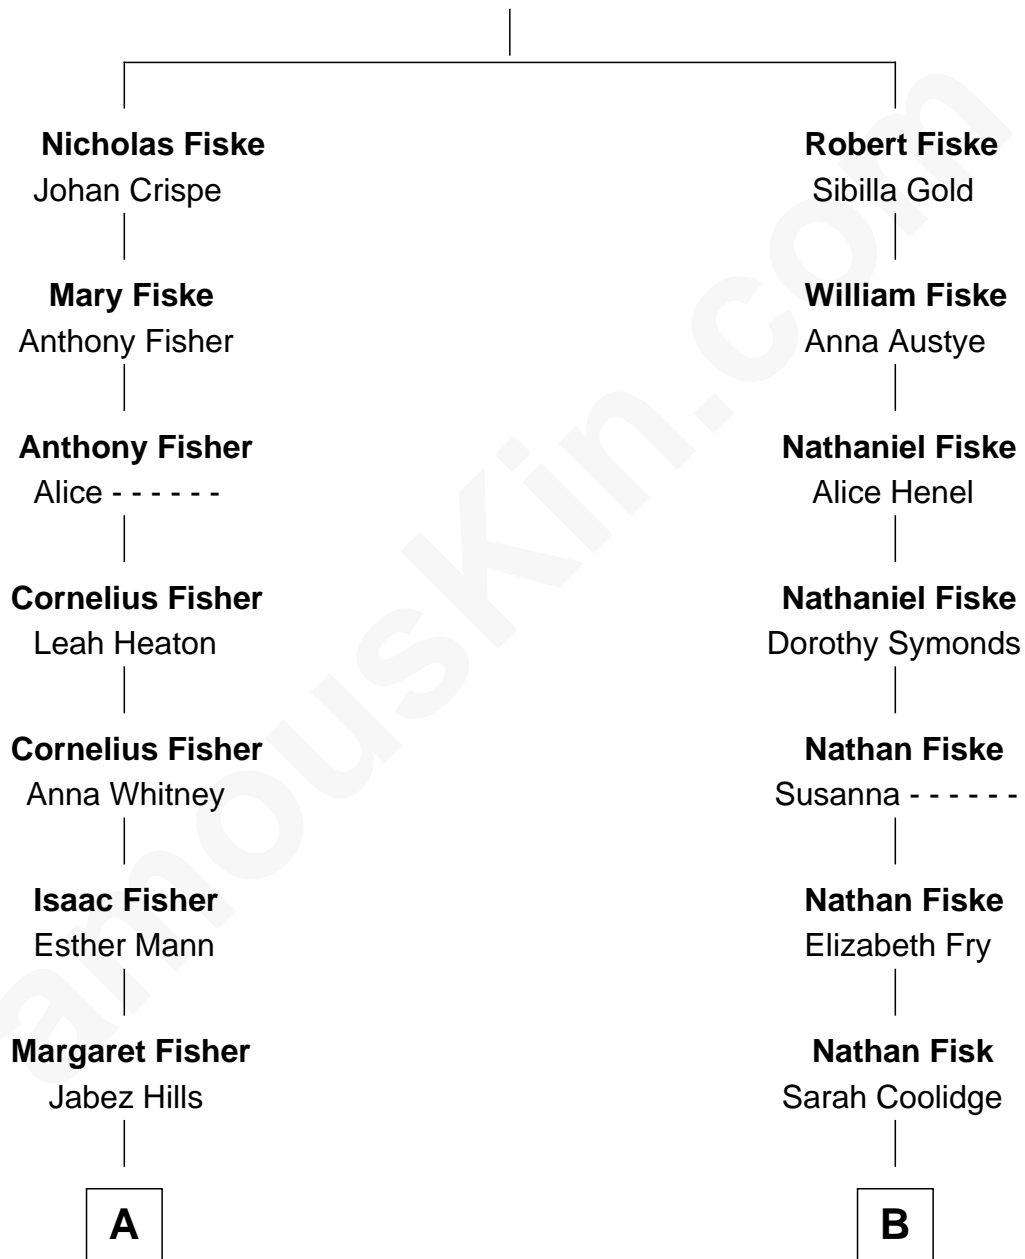 Nicholas Fiske
Johan Crispe
Mary Fiske
Anthony Fisher
Anthony Fisher
Alice - - - - - -
Cornelius Fisher
Leah Heaton
Cornelius Fisher
Anna Whitney
Isaac Fisher
Esther Mann
Margaret Fisher
Jabez Hills
A
Robert Fiske
Sibilla Gold
William Fiske
Anna Austye
Nathaniel Fiske
Alice Henel
Nathaniel Fiske
Dorothy Symonds
Nathan Fiske
Susanna - - - - - -
Nathan Fiske
Elizabeth Fry
Nathan Fisk
Sarah Coolidge
B
amouskin.com